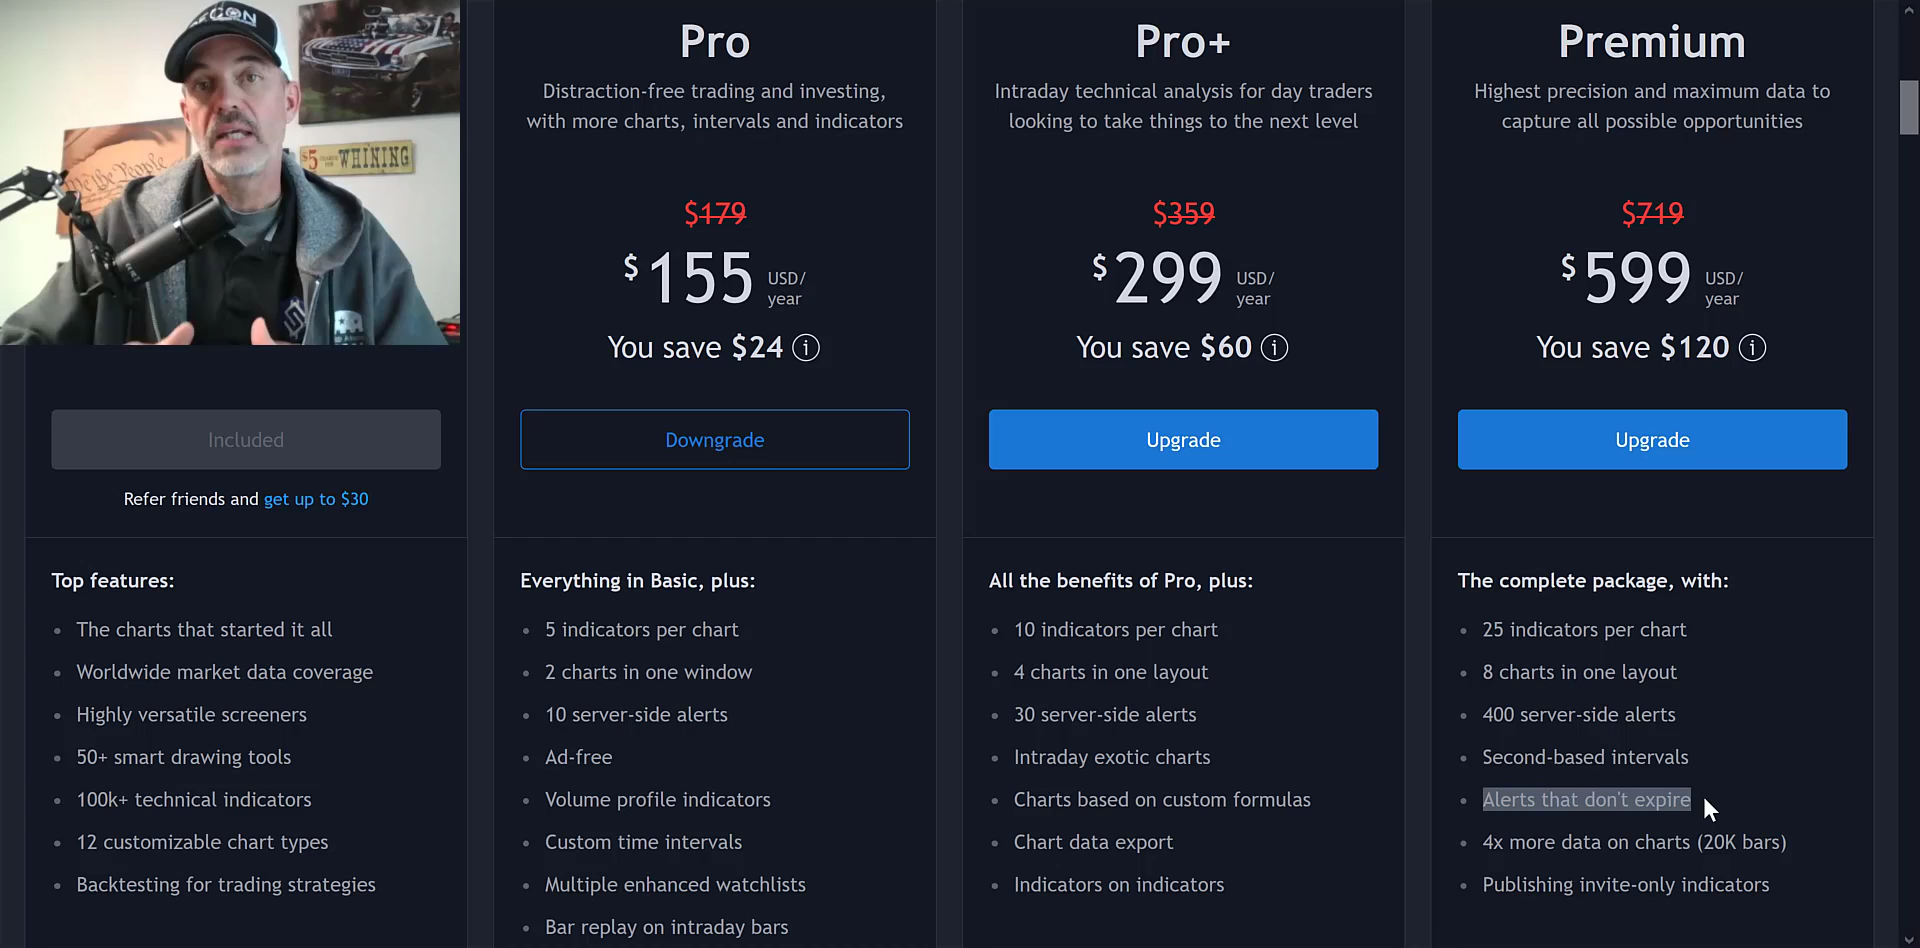 REGON
We the People
$5
WHINING
Included
Refer friends and get up to $30
Top features:
The charts that started it all
Worldwide market data coverage
Highly versatile screeners
50+ smart drawing tools
100k+ technical indicators
12 customizable chart types
Backtesting for trading strategies
Pro
Distraction-free trading and investing,
with more charts, intervals and indicators
$179
$155 USD/
year
You save $24
Downgrade
Everything in Basic, plus:
5 indicators per chart
2 charts in one window
10 server-side alerts
Ad-free
Volume profile indicators
Custom time intervals
Multiple enhanced watchlists
Bar replay on intraday bars
Pro+
Intraday technical analysis for day traders
looking to take things to the next level
$359
$299 USD/
year
You save $60
Upgrade
All the benefits of Pro, plus:
10 indicators per chart
4 charts in one layout
30 server-side alerts
Intraday exotic charts
Charts based on custom formulas
Chart data export
Indicators on indicators
Premium
Highest precision and maximum data to
capture all possible opportunities
$719
$599 USD/
year
You save $120
Upgrade
The complete package, with:
25 indicators per chart
8 charts in one layout
400 server-side alerts
Second-based intervals
Alerts that don't expire
4x more data on charts (20K bars)
Publishing invite-only indicators